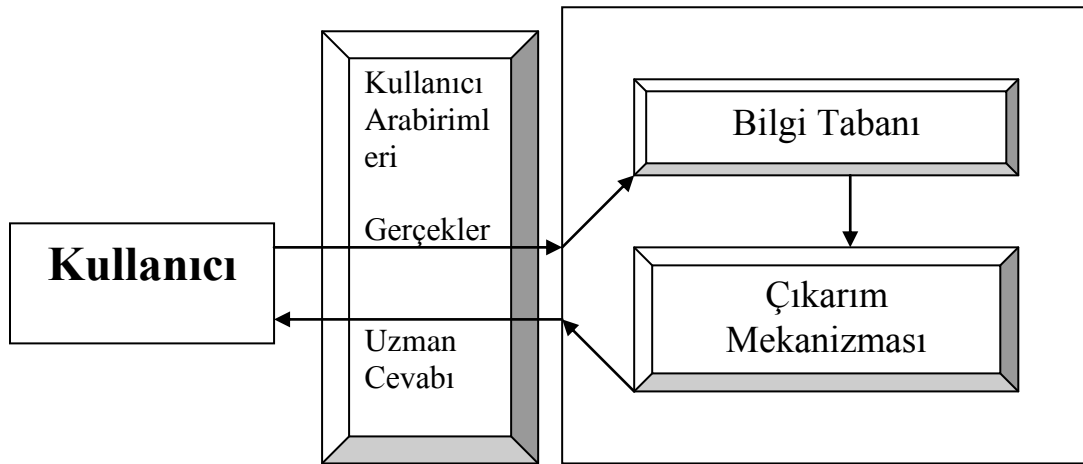 Kullanıcı
Kullanıcı
Arabiriml
eri
Gerçekler
Uzman
Cevabı
Bilgi Tabanı
Çıkarım
Mekanizması